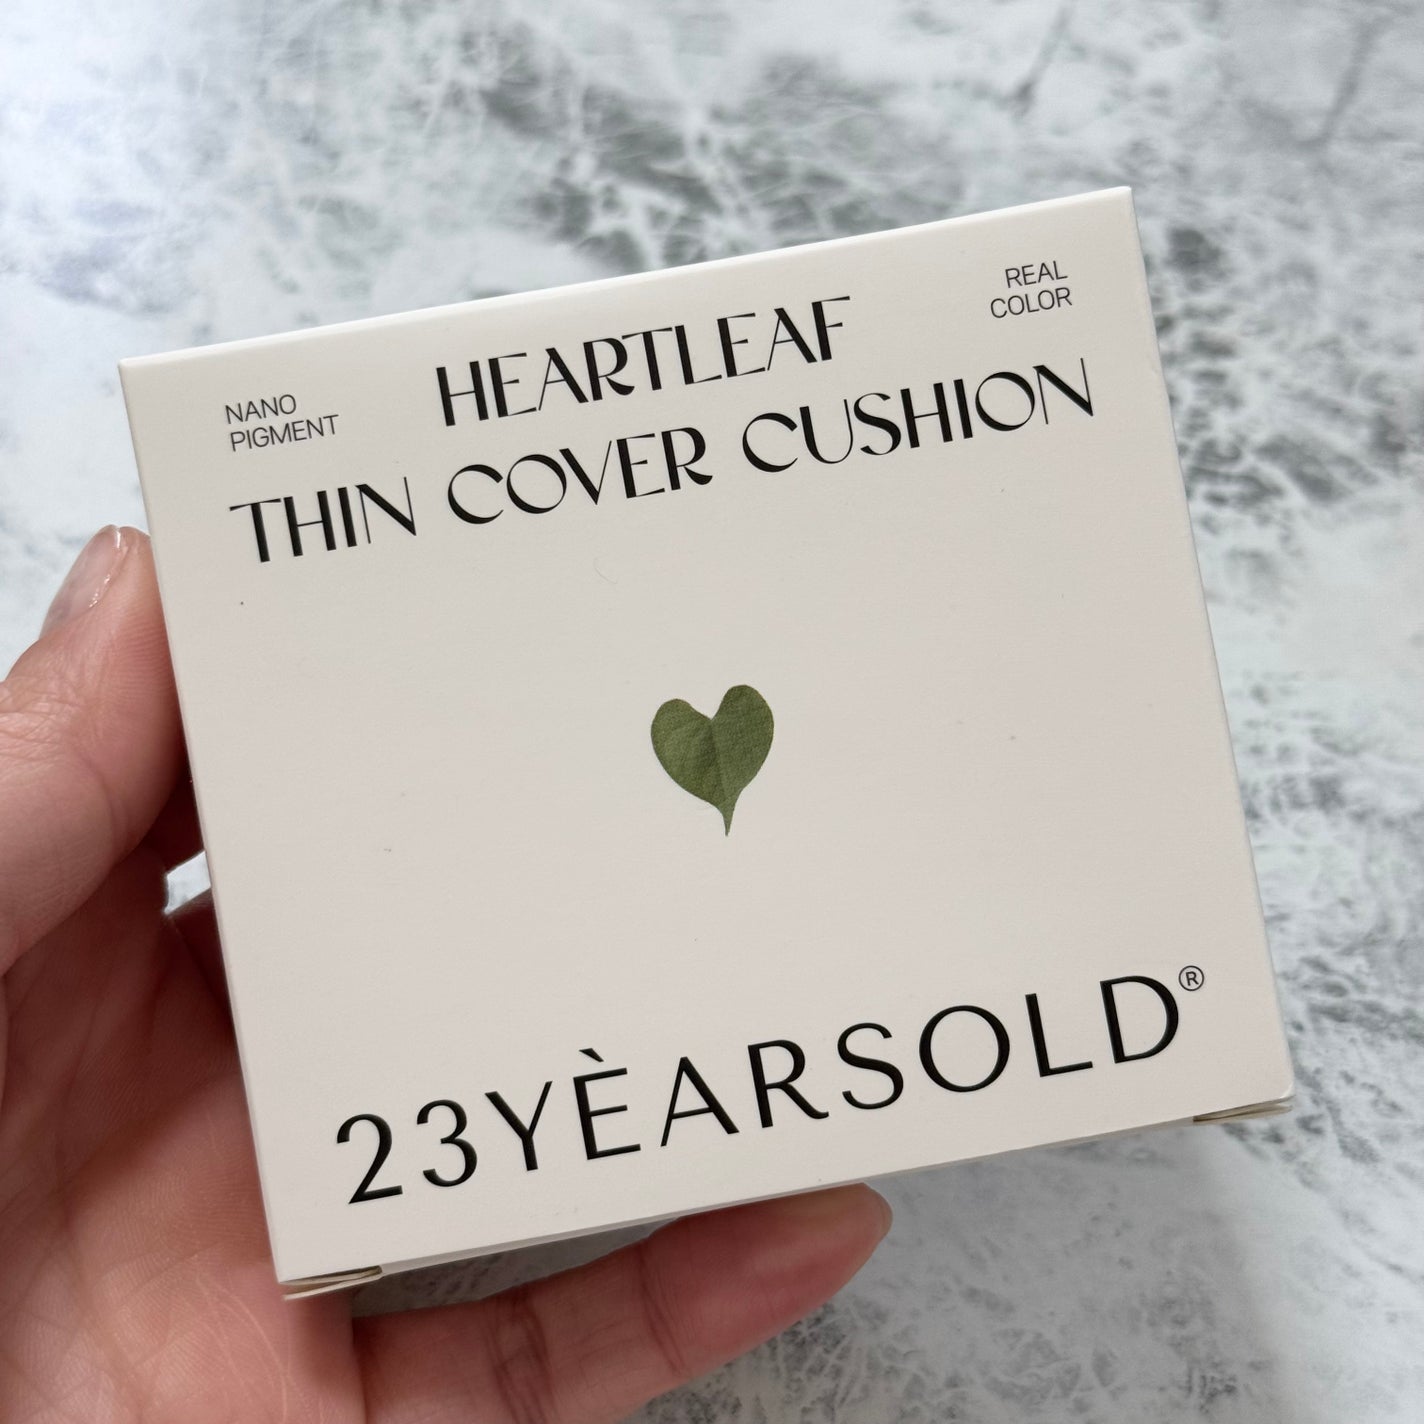 NANO
PIGMENT
REAL
COLOR
HEARTLEAF
THIN COVER CUSHION
23YÈARSOLD®